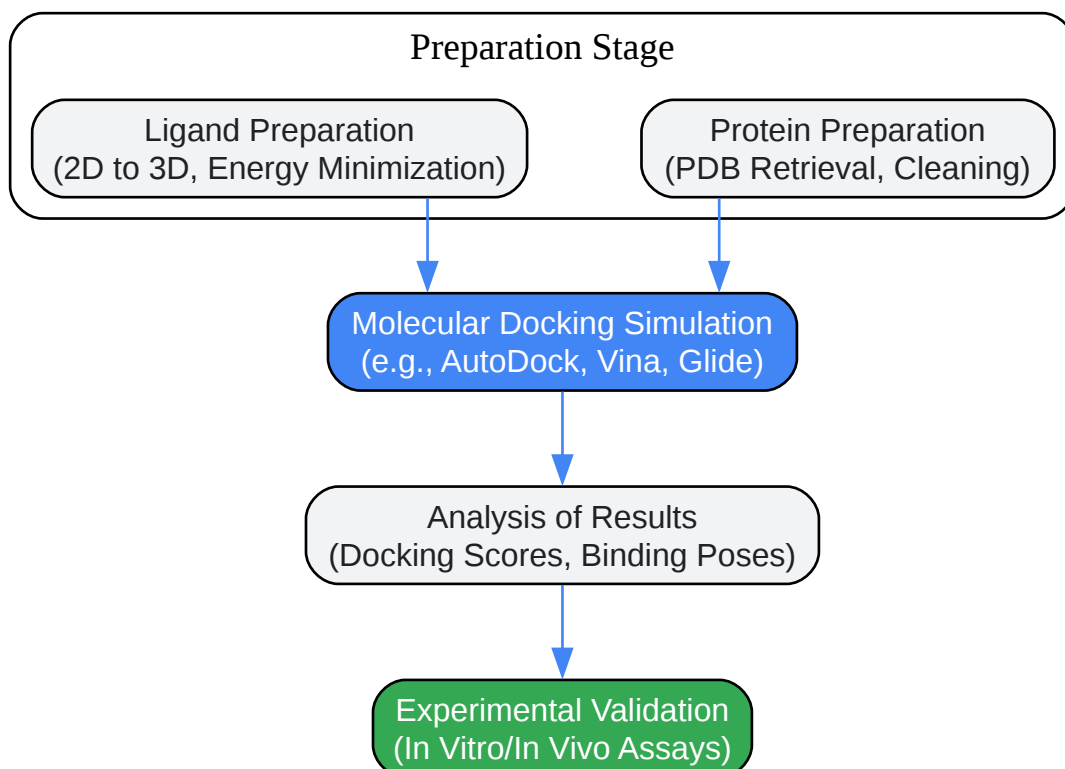 Preparation Stage
Ligand Preparation
(2D to 3D, Energy Minimization)
Protein Preparation
(PDB Retrieval, Cleaning)
Molecular Docking Simulation
(e.g., AutoDock, Vina, Glide)
Analysis of Results
(Docking Scores, Binding Poses)
Experimental Validation
(In Vitro/In Vivo Assays)